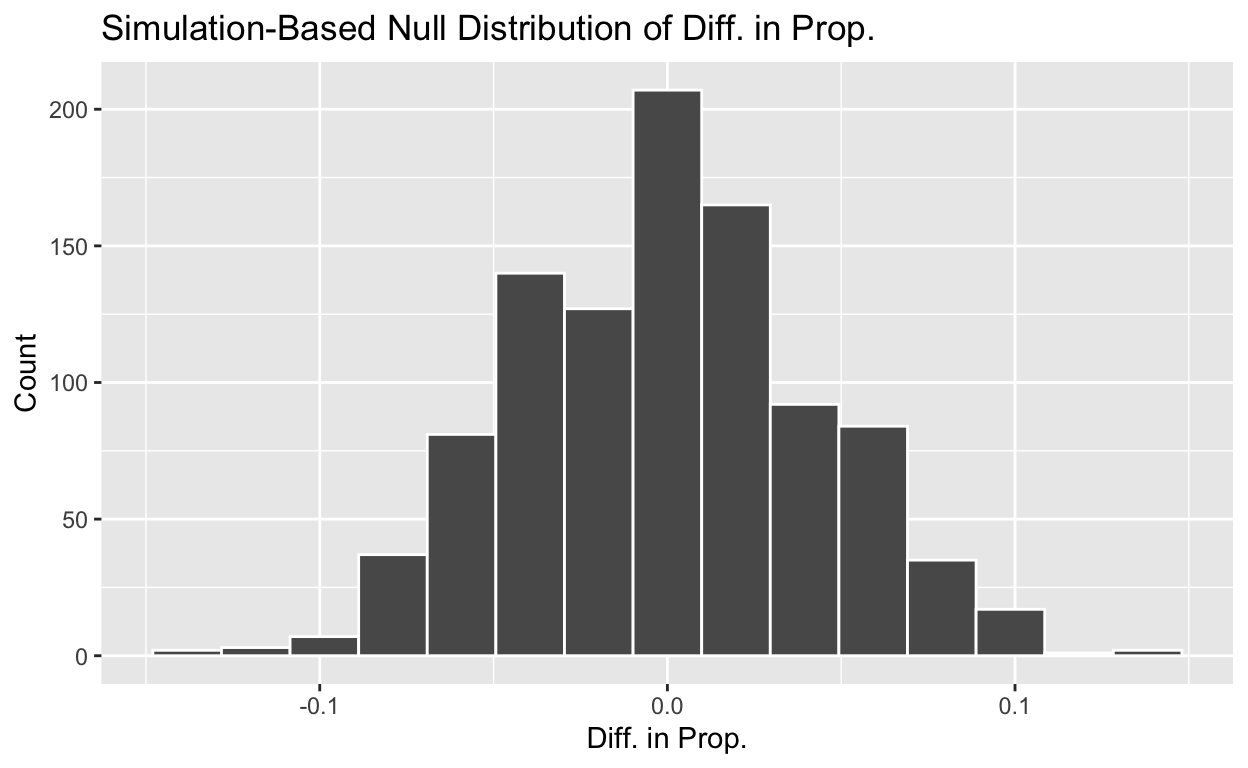 Simulation-Based Null Distribution of Diff. in Prop.
200
150
100
50
0
Count
-0.1
0.0
0.1
Diff. in Prop.